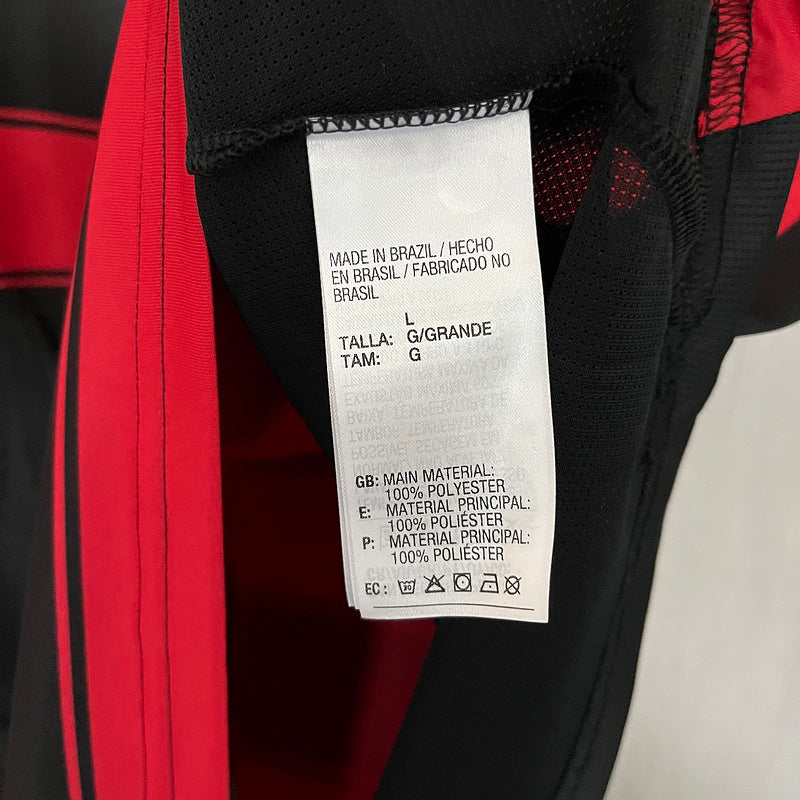 MADE IN BRAZIL / HECHO
EN BRASIL / FABRICADO NO
BRASIL
L
TALLA: G/GRANDE
TAM: G
GB: MAIN MATERIAL:
100% POLYESTER
E: MATERIAL PRINCIPAL:
100% POLIÉSTER
P: MATERIAL PRINCIPAL:
100% POLIÉSTER
EC: 30